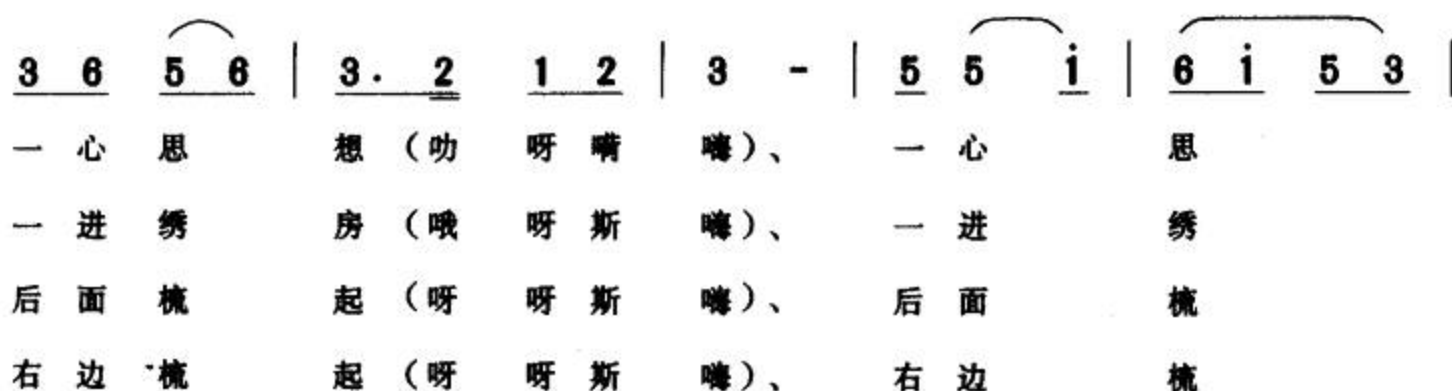 3 6 5 6 | 3. 2 1 2 | 3 - | 5 5 i | 6 i 5 3 |
一 心 思 想 （叻 呀 嗬 嗨）、 一 心 思
一 进 绣 房 （哦 呀 斯 嗨）、 一 进 绣
后 面 梳 起 （呀 呀 斯 嗨）、 后 面 梳
右 边 梳 起 （呀 呀 斯 嗨）、 右 边 梳